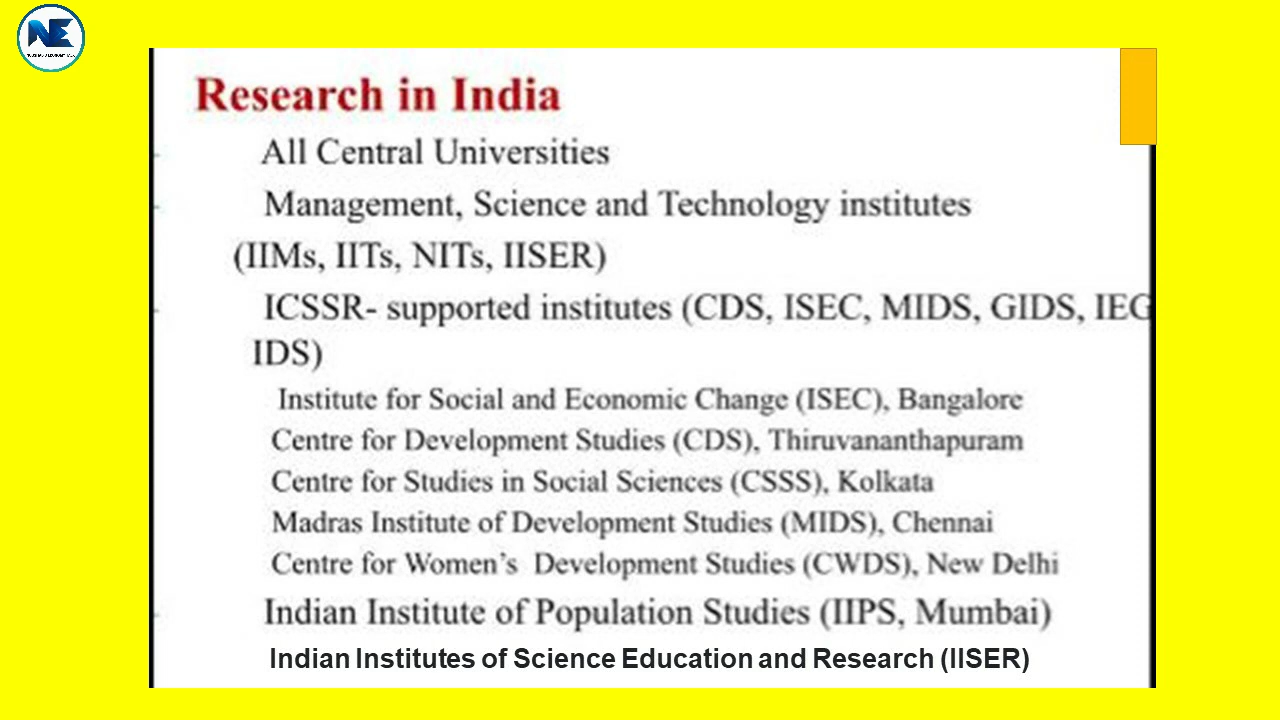 NE
Research in India
All Central Universities
Management, Science and Technology institutes
(IIMs, IITs, NITs, IISER)
ICSSR- supported institutes (CDS, ISEC, MIDS, GIDS, IEG
IDS)
Institute for Social and Economic Change (ISEC), Bangalore
Centre for Development Studies (CDS), Thiruvananthapuram
Centre for Studies in Social Sciences (CSSS), Kolkata
Madras Institute of Development Studies (MIDS), Chennai
Centre for Women's Development Studies (CWDS), New Delhi
Indian Institute of Population Studies (IIPS, Mumbai)
Indian Institutes of Science Education and Research (IISER)